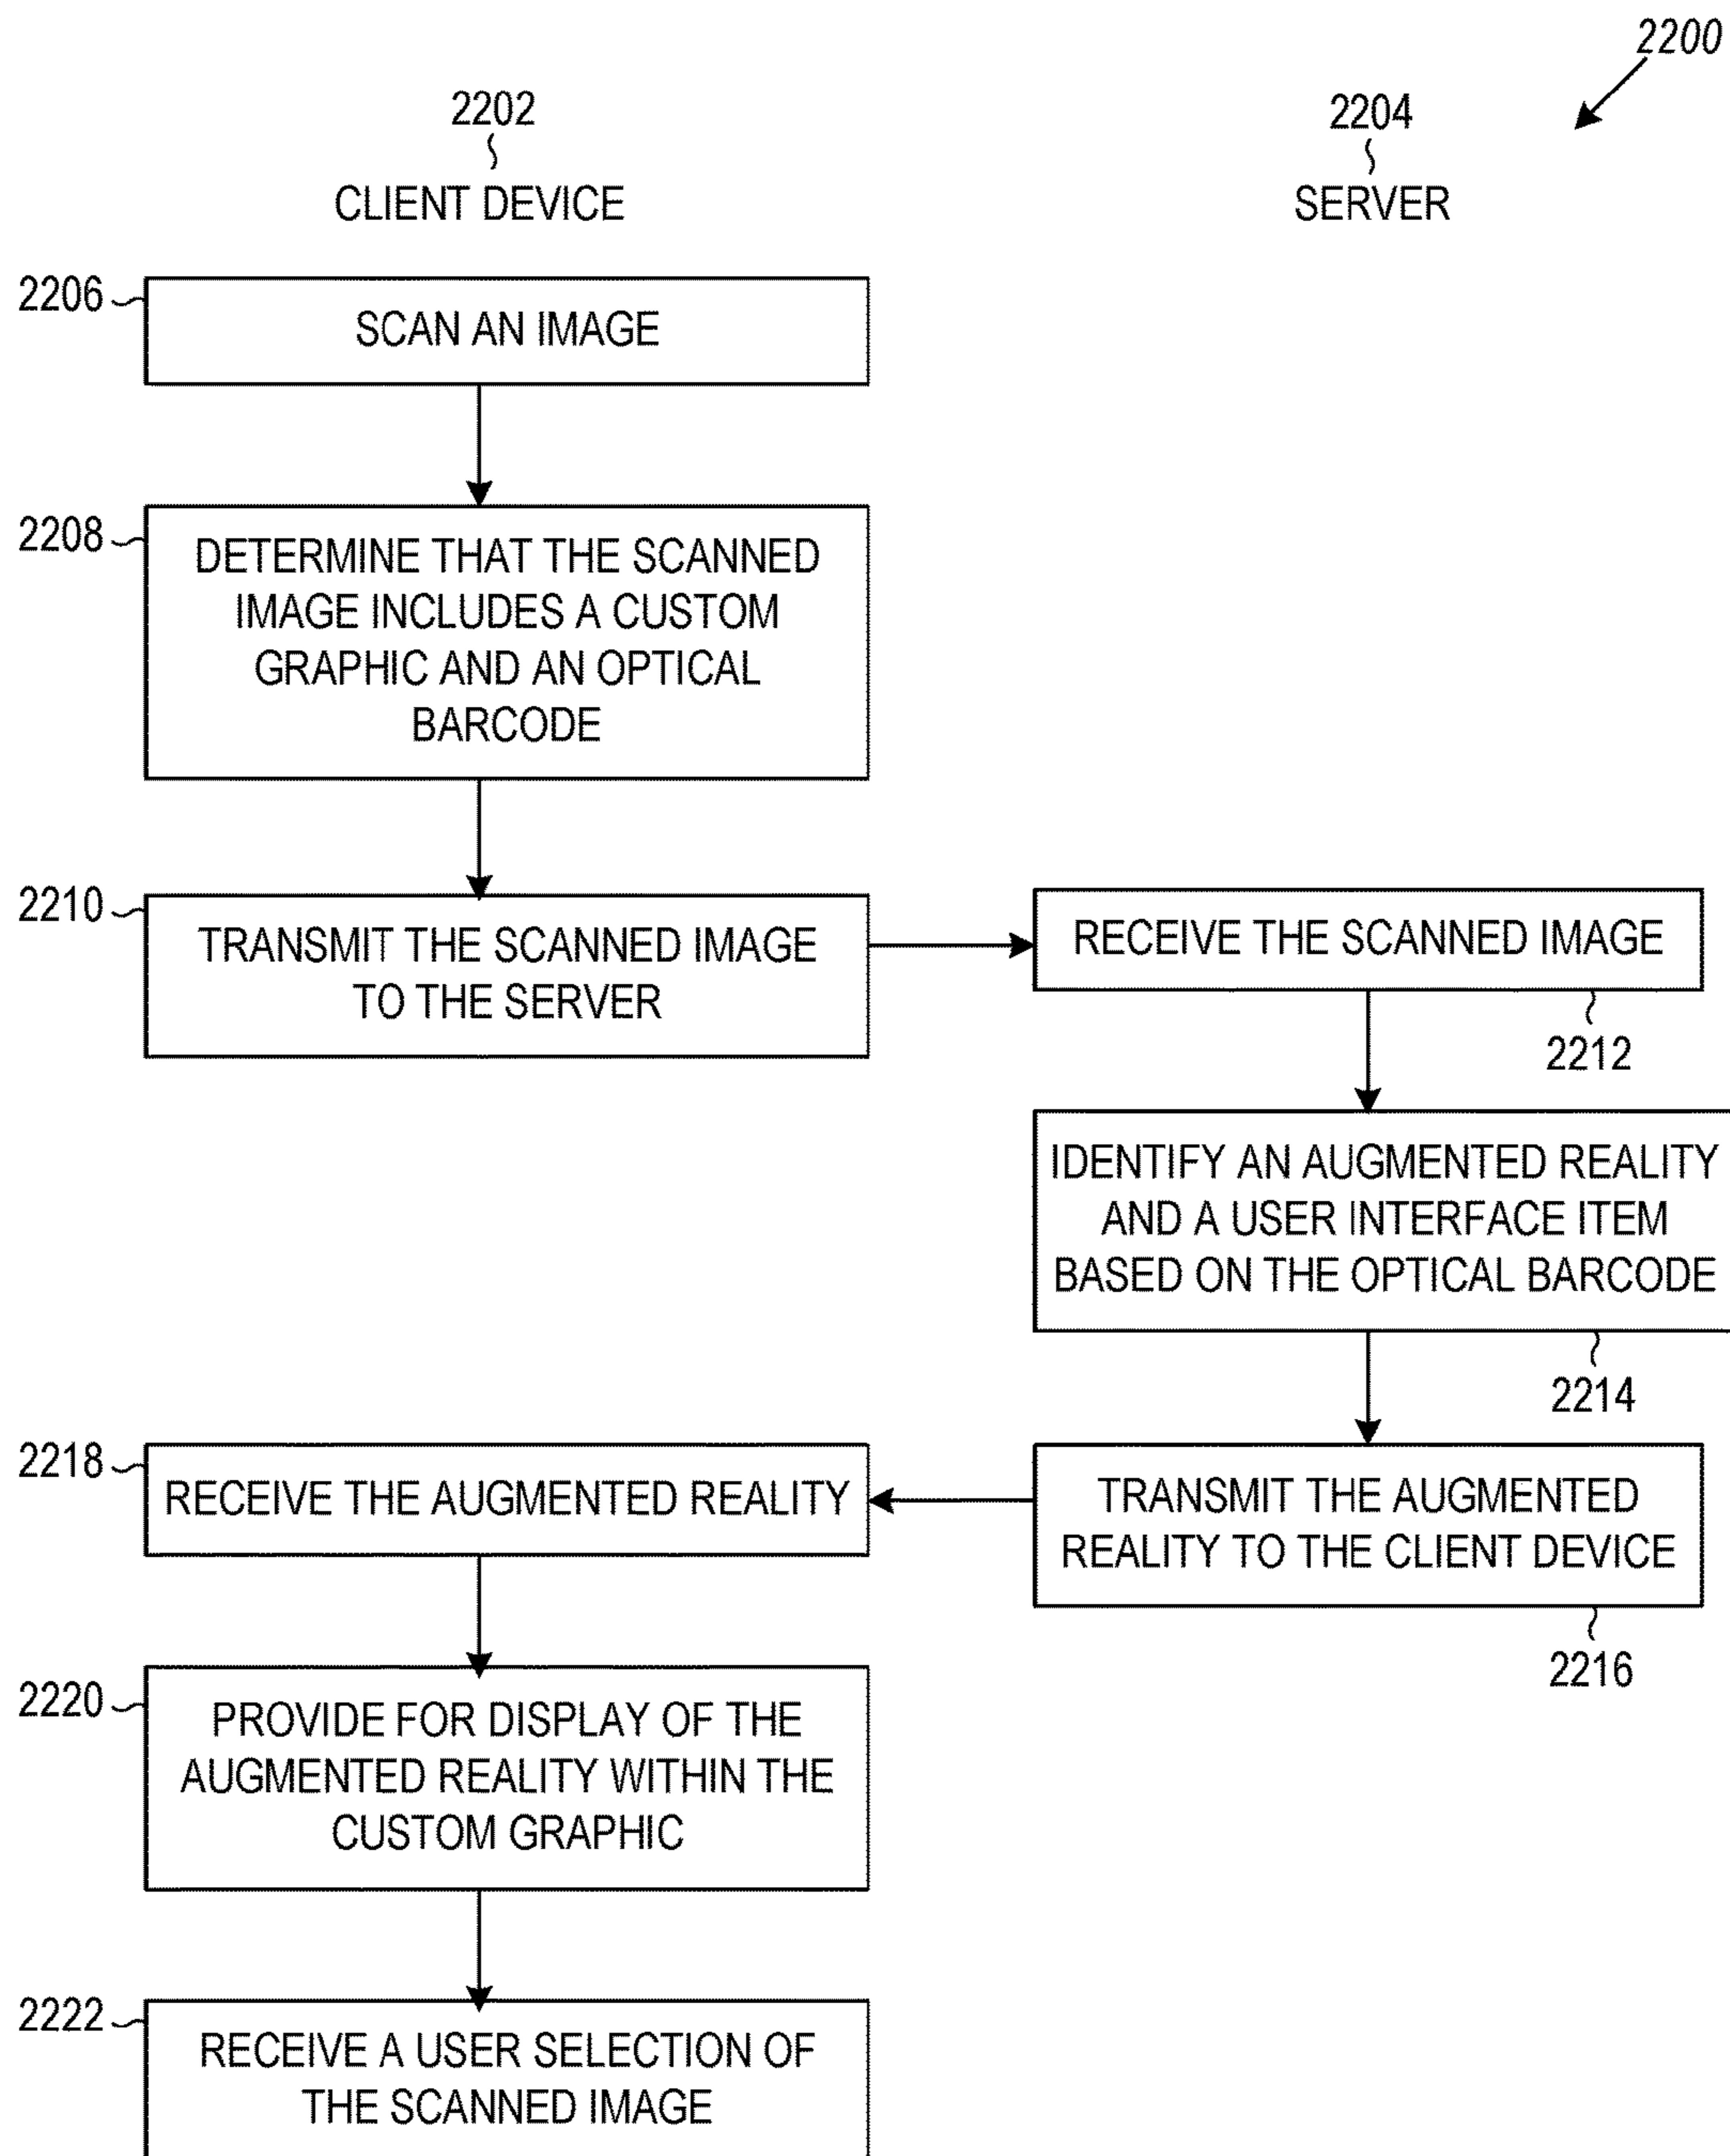 2200
2202
2204
CLIENT DEVICE
SERVER
2206
SCAN AN IMAGE
2208
DETERMINE THAT THE SCANNED
IMAGE INCLUDES A CUSTOM
GRAPHIC AND AN OPTICAL
BARCODE
2210
TRANSMIT THE SCANNED IMAGE
TO THE SERVER
RECEIVE THE SCANNED IMAGE
2212
IDENTIFY AN AUGMENTED REALITY
AND A USER INTERFACE ITEM
BASED ON THE OPTICAL BARCODE
2214
TRANSMIT THE AUGMENTED
REALITY TO THE CLIENT DEVICE
2216
2218
RECEIVE THE AUGMENTED REALITY
2220
PROVIDE FOR DISPLAY OF THE
AUGMENTED REALITY WITHIN THE
CUSTOM GRAPHIC
2222
RECEIVE A USER SELECTION OF
THE SCANNED IMAGE